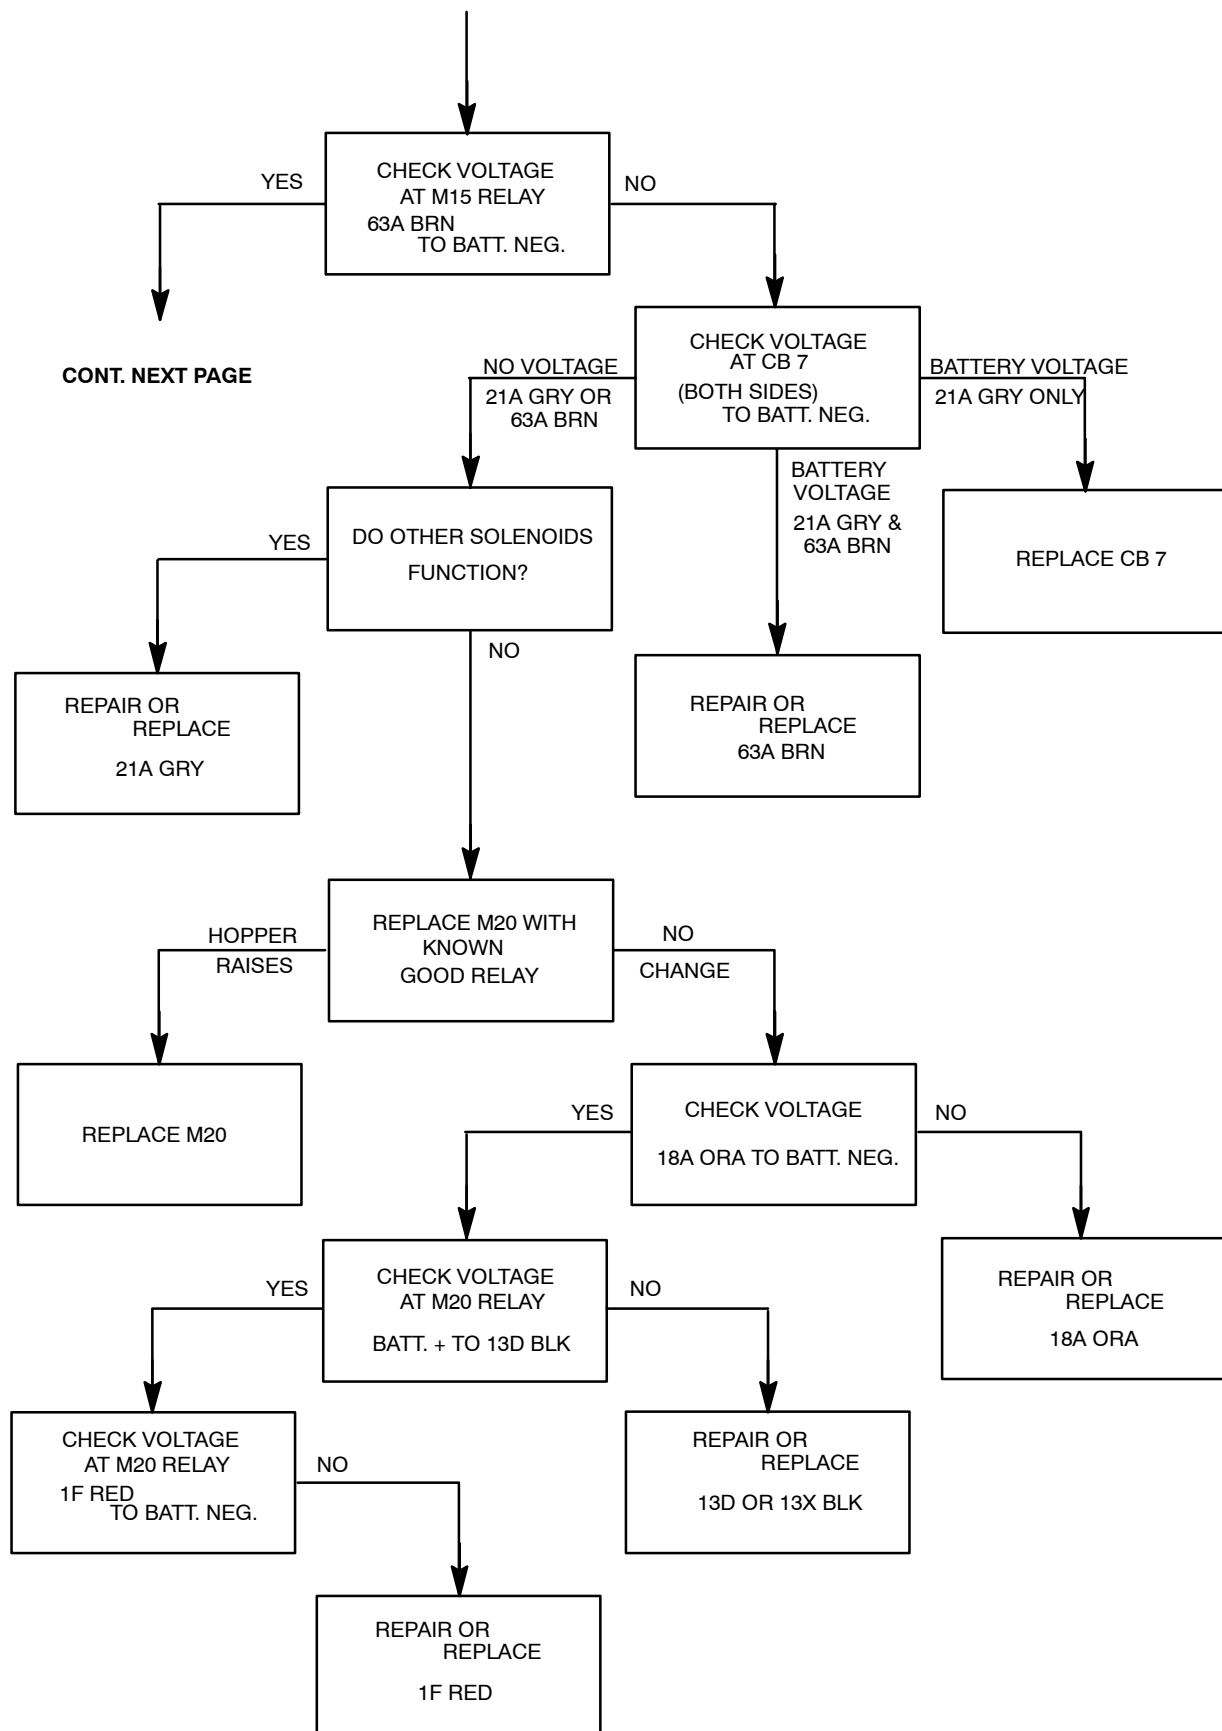 CHECK VOLTAGE
AT M15 RELAY
63A BRN
TO BATT. NEG.
YES
NO
CONT. NEXT PAGE
CHECK VOLTAGE
AT CB 7
(BOTH SIDES)
TO BATT. NEG.
NO VOLTAGE
21A GRY OR
63A BRN
BATTERY VOLTAGE
21A GRY ONLY
BATTERY
VOLTAGE
21A GRY &
63A BRN
REPLACE CB 7
DO OTHER SOLENOIDS
FUNCTION?
YES
NO
REPAIR OR
REPLACE
21A GRY
REPAIR OR
REPLACE
63A BRN
REPLACE M20 WITH
KNOWN
GOOD RELAY
HOPPER
RAISES
NO
CHANGE
REPLACE M20
CHECK VOLTAGE
18A ORA TO BATT. NEG.
YES
NO
CHECK VOLTAGE
AT M20 RELAY
BATT. + TO 13D BLK
YES
NO
REPAIR OR
REPLACE
18A ORA
CHECK VOLTAGE
AT M20 RELAY
1F RED
TO BATT. NEG.
NO
REPAIR OR
REPLACE
13D OR 13X BLK
REPAIR OR
REPLACE
1F RED